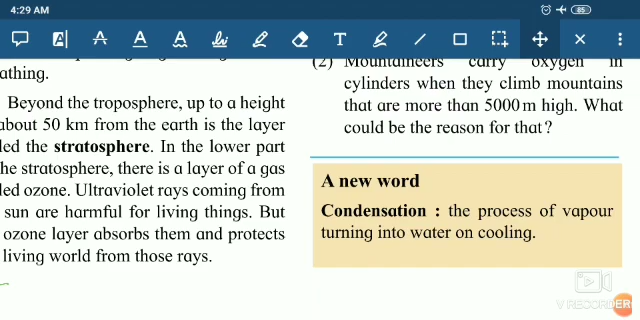 4:29 AM
85
A
A
A
T
athing.
Beyond the troposphere, up to a height
about 50 km from the earth is the layer
led the stratosphere. In the lower part
he stratosphere, there is a layer of a gas
led ozone. Ultraviolet rays coming from
sun are harmful for living things. But
ozone layer absorbs them and protects
living world from those rays.
(2) Mountaineers carry oxygen in
cylinders when they climb mountains
that are more than 5000 m high. What
could be the reason for that?
A new word
Condensation : the process of vapour
turning into water on cooling.
V RECORDER